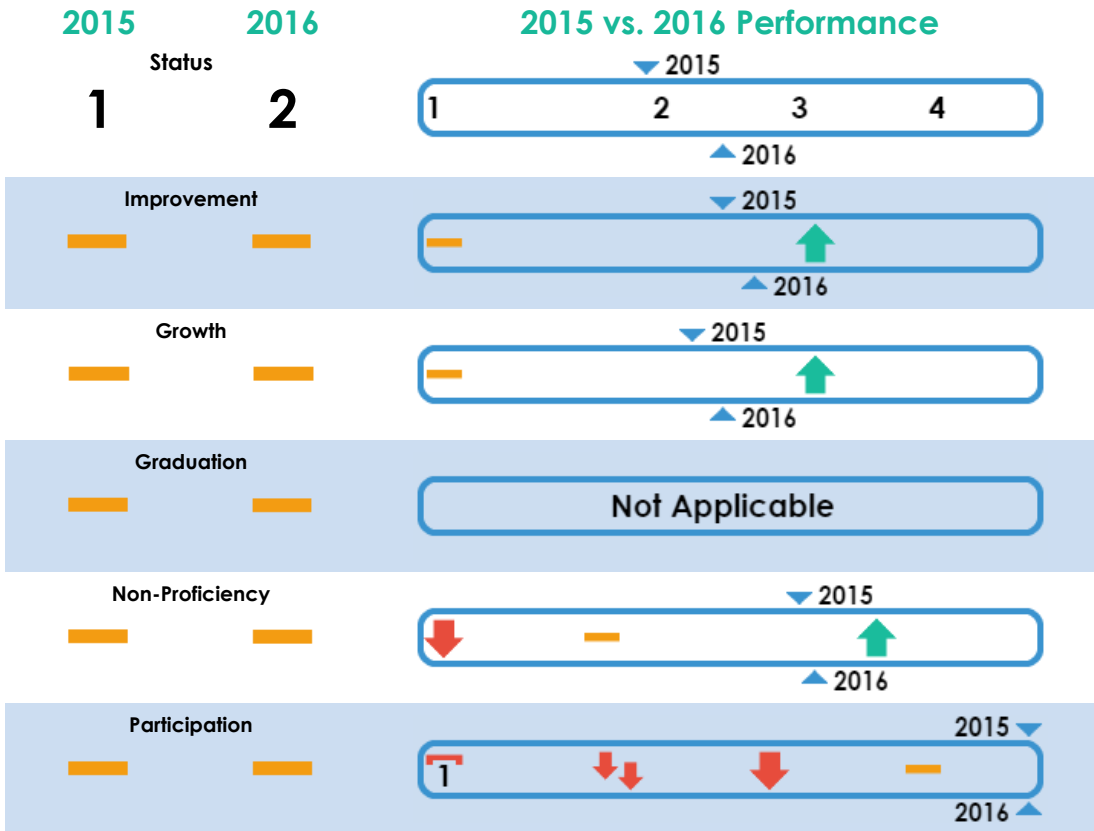 2015 2016 2015 vs. 2016 Performance
Status
1 2
2015
1 2 3 4
2016
Improvement
2015
2016
Growth
2015
2016
Graduation
Not Applicable
Non-Proficiency
2015
2016
Participation
2015
1
2016